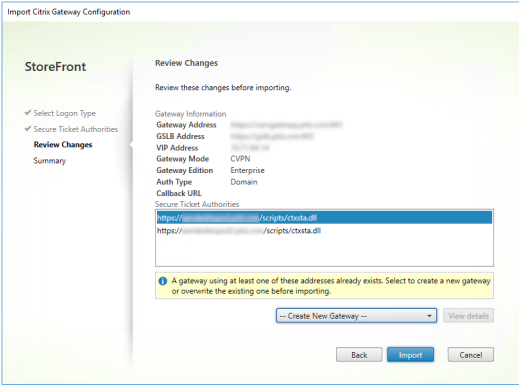 Import Citrix Gateway Configuration
StoreFront
Select Logon Type
Secure Ticket Authorities
Review Changes
Summary
Review Changes
Review these changes before importing.
Gateway Information
Gateway Address
GSLB Address
VIP Address
Gateway Mode CVPN
Gateway Edition Enterprise
Auth Type Domain
Callback URL
Secure Ticket Authorities
https:// /scripts/ctxsta.dll
https:// /scripts/ctxsta.dll
A gateway using at least one of these addresses already exists. Select to create a new gateway
or overwrite the existing one before importing.
-- Create New Gateway -- View details
Back Import Cancel